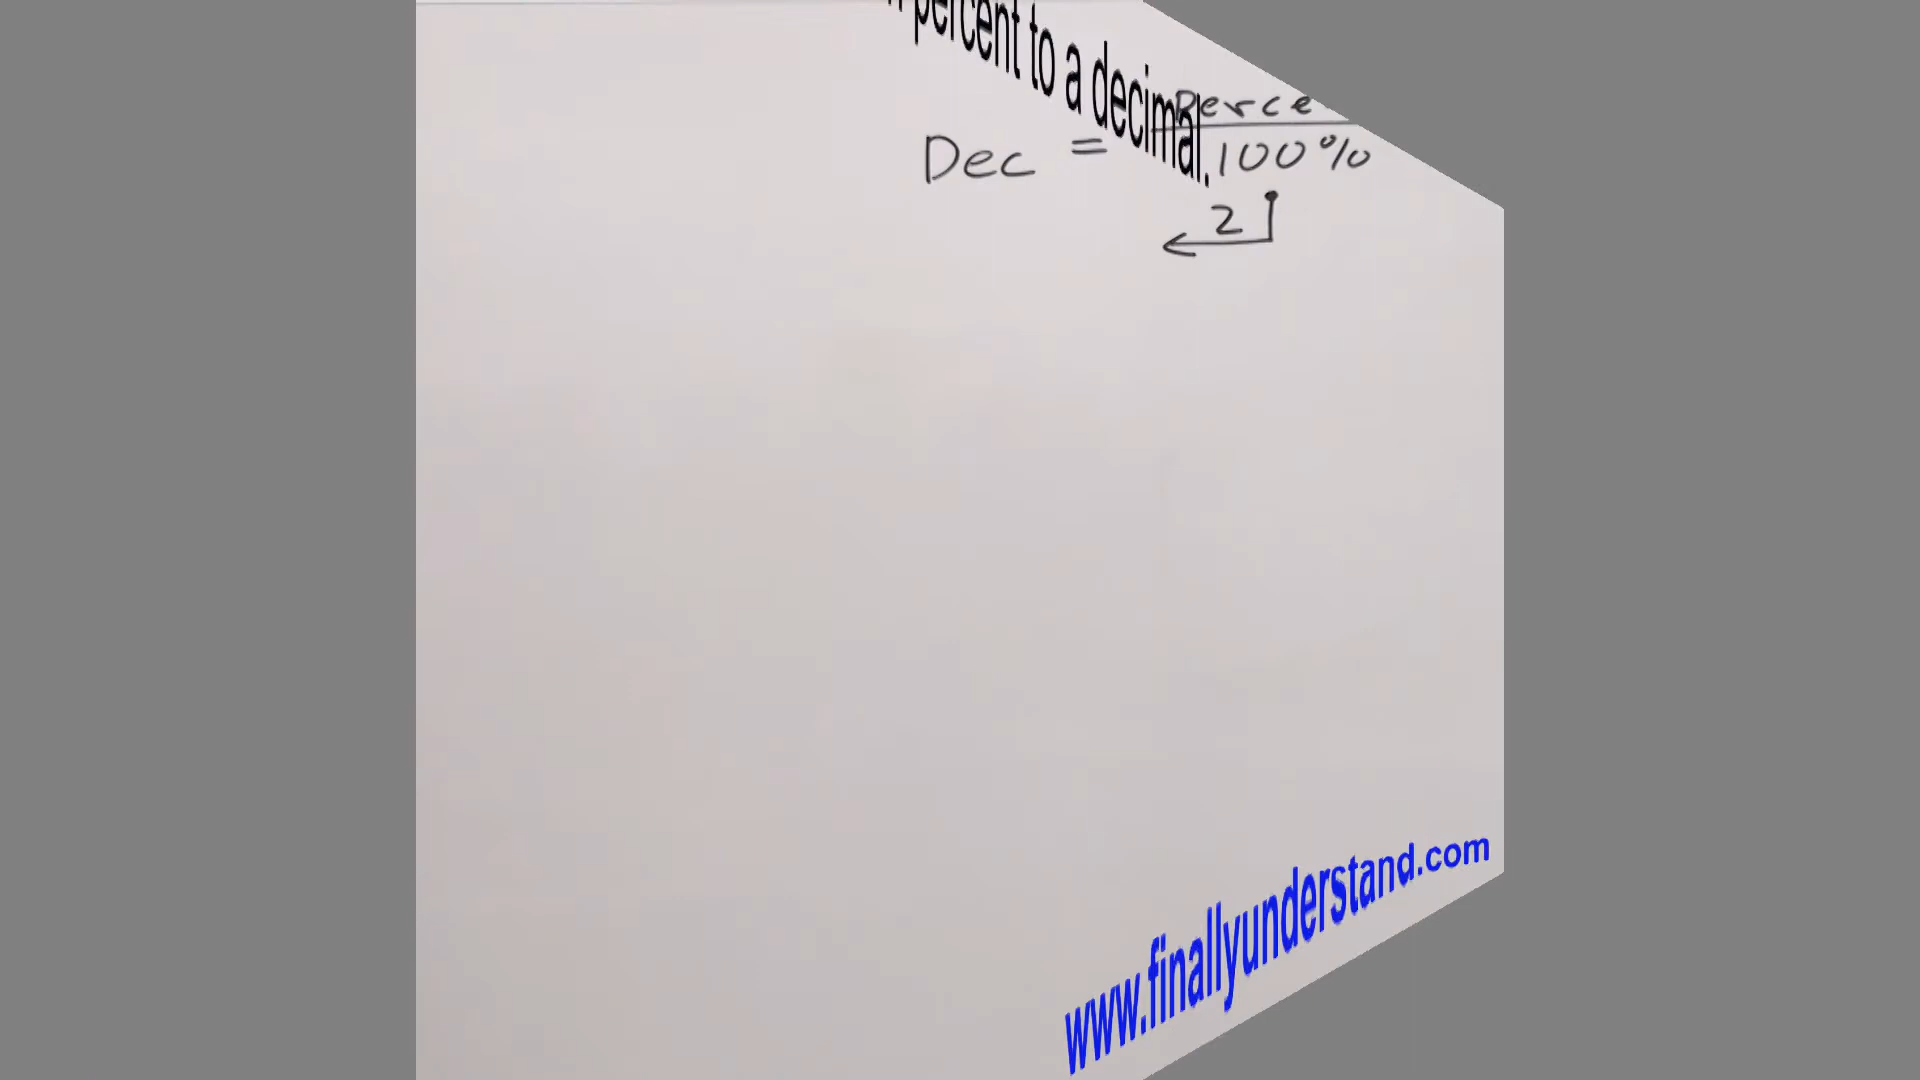 percent to a decimal.
Perce
Dec = 100%
2
www.finallyunderstand.com